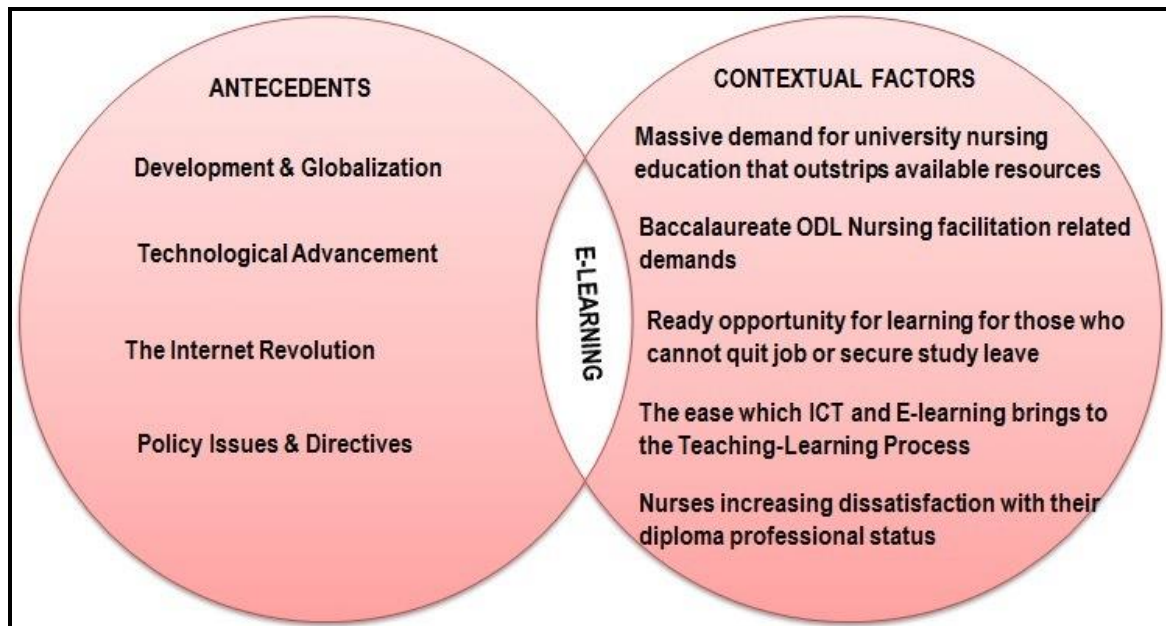 ANTECEDENTS
Development & Globalization
Technological Advancement
The Internet Revolution
Policy Issues & Directives
E-LEARNING
CONTEXTUAL FACTORS
Massive demand for university nursing
education that outstrips available resources
Baccalaureate ODL Nursing facilitation related
demands
Ready opportunity for learning for those who
cannot quit job or secure study leave
The ease which ICT and E-learning brings to
the Teaching-Learning Process
Nurses increasing dissatisfaction with their
diploma professional status